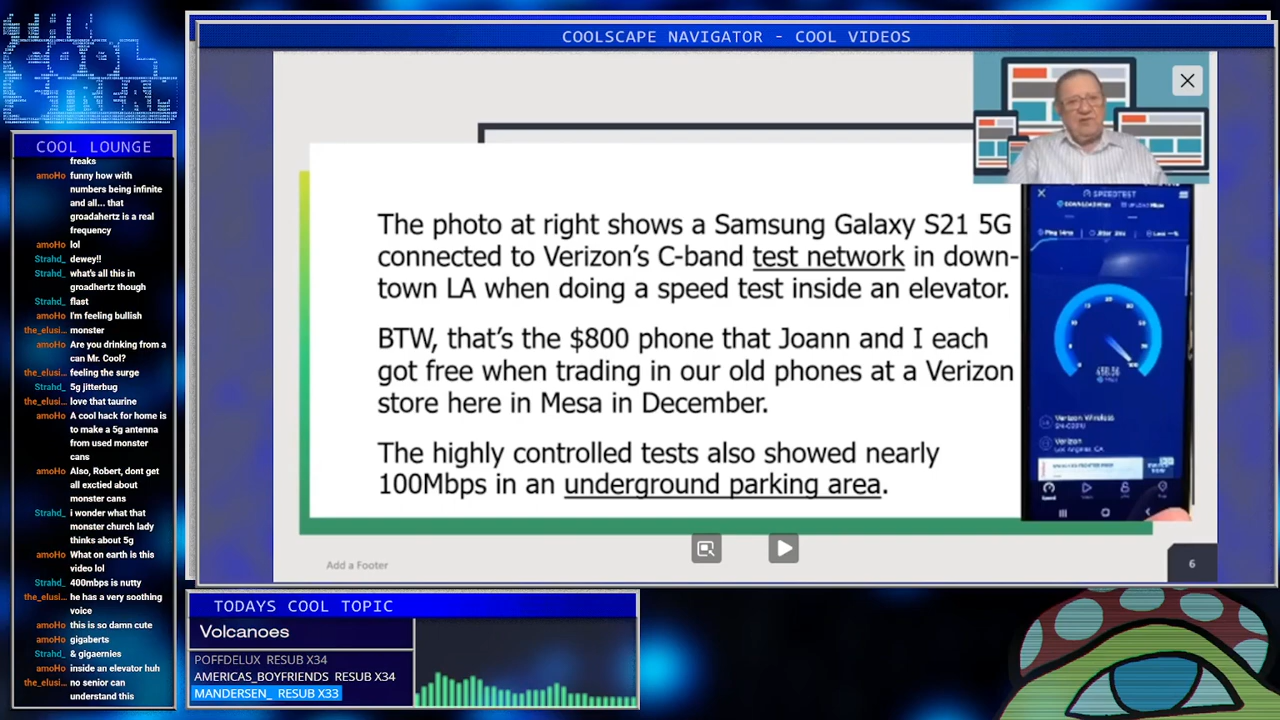 COOLSCAPE NAVIGATOR - COOL VIDEOS
COOL LOUNGE
freaks
amoHo funny how with
numbers being infinite
and all... that
groadahertz is a real
frequency
amoHo lol
Strahd_ dewey!!
Strahd_ what's all this in
groadhertz though
Strahd_ flast
amoHo I'm feeling bullish
the_elusi... monster
amoHo Are you drinking from a
can Mr. Cool?
the_elusi... feeling the surge
Strahd_ 5g jitterbug
the_elusi... love that taurine
amoHo A cool hack for home is
to make a 5g antenna
from used monster
cans
amoHo Also, Robert, dont get
all exctied about
monster cans
Strahd_ i wonder what that
monster church lady
thinks about 5g
amoHo What on earth is this
video lol
Strahd_ 400mbps is nutty
the_elusi... he has a very soothing
voice
amoHo this is so damn cute
amoHo gigaberts
Strahd_ & gigaernies
amoHo inside an elevator huh
the_elusi... no senior can
understand this
The photo at right shows a Samsung Galaxy S21 5G
connected to Verizon's C-band test network in down-
town LA when doing a speed test inside an elevator.
BTW, that's the $800 phone that Joann and I each
got free when trading in our old phones at a Verizon
store here in Mesa in December.
The highly controlled tests also showed nearly
100Mbps in an underground parking area.
SPEEDTEST
Verizon Wireless
Verizon
Los Angeles, CA
Add a Footer
6
TODAYS COOL TOPIC
Volcanoes
POFFDELUX RESUB X34
AMERICAS_BOYFRIENDS RESUB X34
MANDERSEN_ RESUB X33